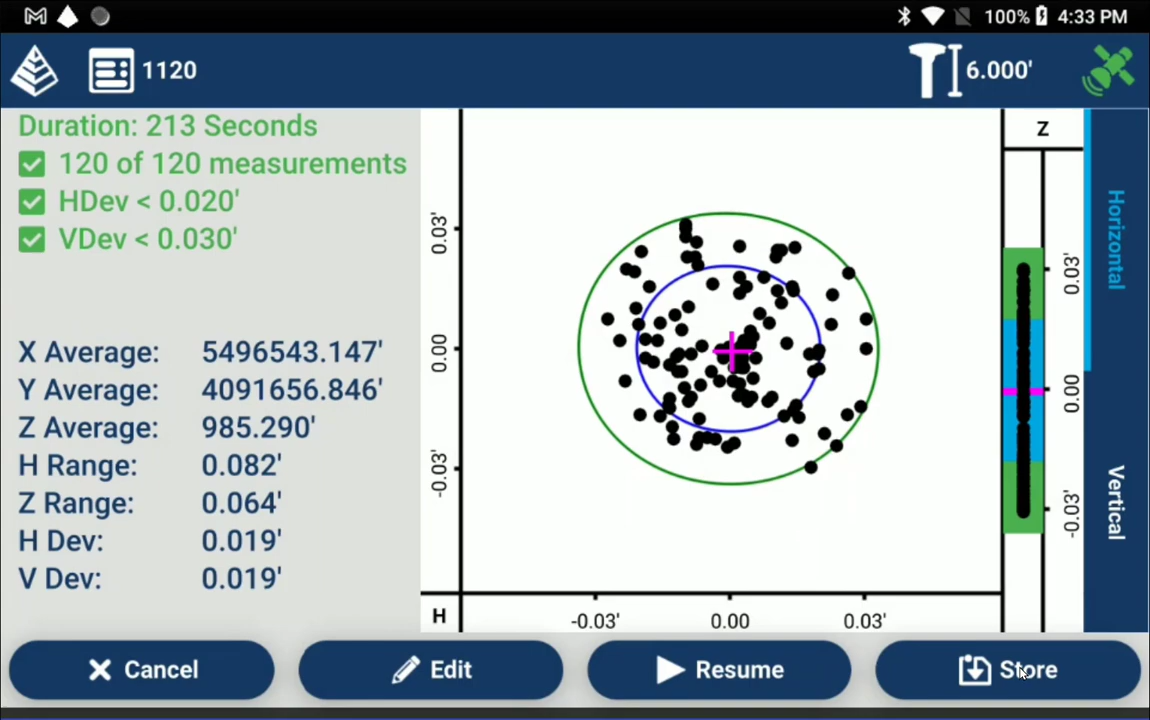 100% 4:33 PM
1120 6.000'
Duration: 213 Seconds
120 of 120 measurements
HDev < 0.020'
VDev < 0.030'
X Average: 5496543.147'
Y Average: 4091656.846'
Z Average: 985.290'
H Range: 0.082'
Z Range: 0.064'
H Dev: 0.019'
V Dev: 0.019'
0.03'
0.00
-0.03'
H
-0.03' 0.00 0.03'
Z
0.03'
0.00
-0.03'
Horizontal
Vertical
Cancel
Edit
Resume
Store